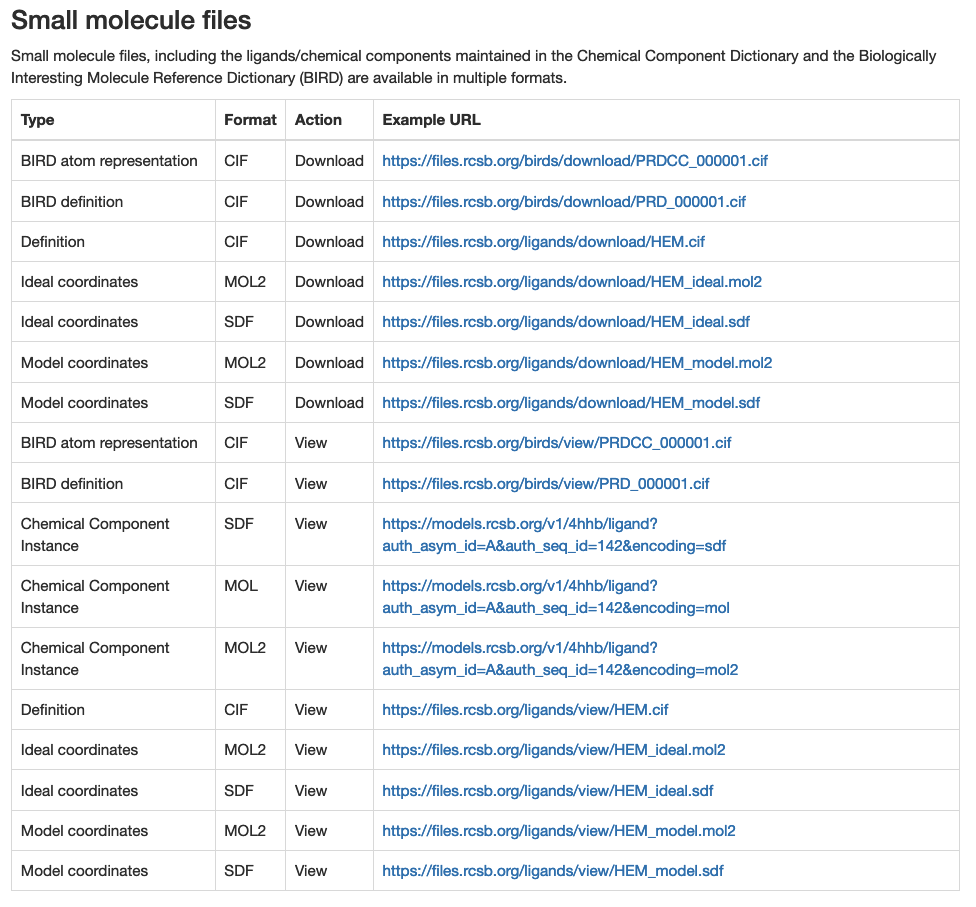 Small molecule files
Small molecule files, including the ligands/chemical components maintained in the Chemical Component Dictionary and the Biologically
Interesting Molecule Reference Dictionary (BIRD) are available in multiple formats.
Type Format Action Example URL
BIRD atom representation CIF Download https://files.rcsb.org/birds/download/PRDCC_000001.cif
BIRD definition CIF Download https://files.rcsb.org/birds/download/PRD_000001.cif
Definition CIF Download https://files.rcsb.org/ligands/download/HEM.cif
Ideal coordinates MOL2 Download https://files.rcsb.org/ligands/download/HEM_ideal.mol2
Ideal coordinates SDF Download https://files.rcsb.org/ligands/download/HEM_ideal.sdf
Model coordinates MOL2 Download https://files.rcsb.org/ligands/download/HEM_model.mol2
Model coordinates SDF Download https://files.rcsb.org/ligands/download/HEM_model.sdf
BIRD atom representation CIF View https://files.rcsb.org/birds/view/PRDCC_000001.cif
BIRD definition CIF View https://files.rcsb.org/birds/view/PRD_000001.cif
Chemical Component SDF View https://models.rcsb.org/v1/4hhb/ligand?
Instance auth_asym_id=A&auth_seq_id=142&encoding=sdf
Chemical Component MOL View https://models.rcsb.org/v1/4hhb/ligand?
Instance auth_asym_id=A&auth_seq_id=142&encoding=mol
Chemical Component MOL2 View https://models.rcsb.org/v1/4hhb/ligand?
Instance auth_asym_id=A&auth_seq_id=142&encoding=mol2
Definition CIF View https://files.rcsb.org/ligands/view/HEM.cif
Ideal coordinates MOL2 View https://files.rcsb.org/ligands/view/HEM_ideal.mol2
Ideal coordinates SDF View https://files.rcsb.org/ligands/view/HEM_ideal.sdf
Model coordinates MOL2 View https://files.rcsb.org/ligands/view/HEM_model.mol2
Model coordinates SDF View https://files.rcsb.org/ligands/view/HEM_model.sdf